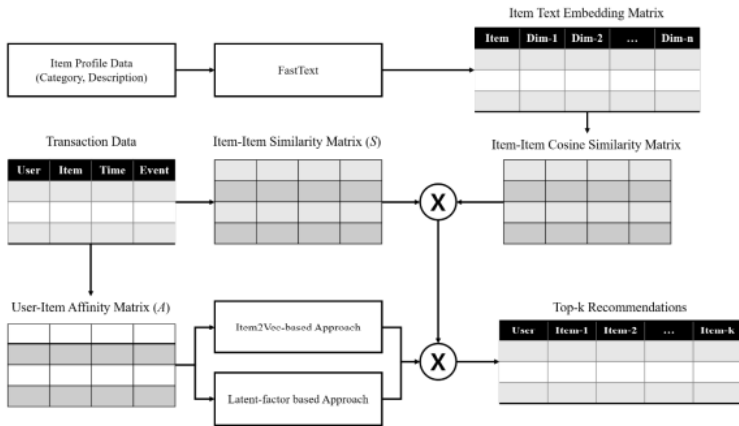 Item Text Embedding Matrix
Item Dim-1 Dim-2 ... Dim-n
Item Profile Data
(Category, Description)
FastText
Transaction Data
Item-Item Similarity Matrix (S)
Item-Item Cosine Similarity Matrix
User Item Time Event
X
User-Item Affinity Matrix (A)
Item2Vec-based Approach
Top-k Recommendations
User Item-1 Item-2 ... Item-k
X
Latent-factor based Approach